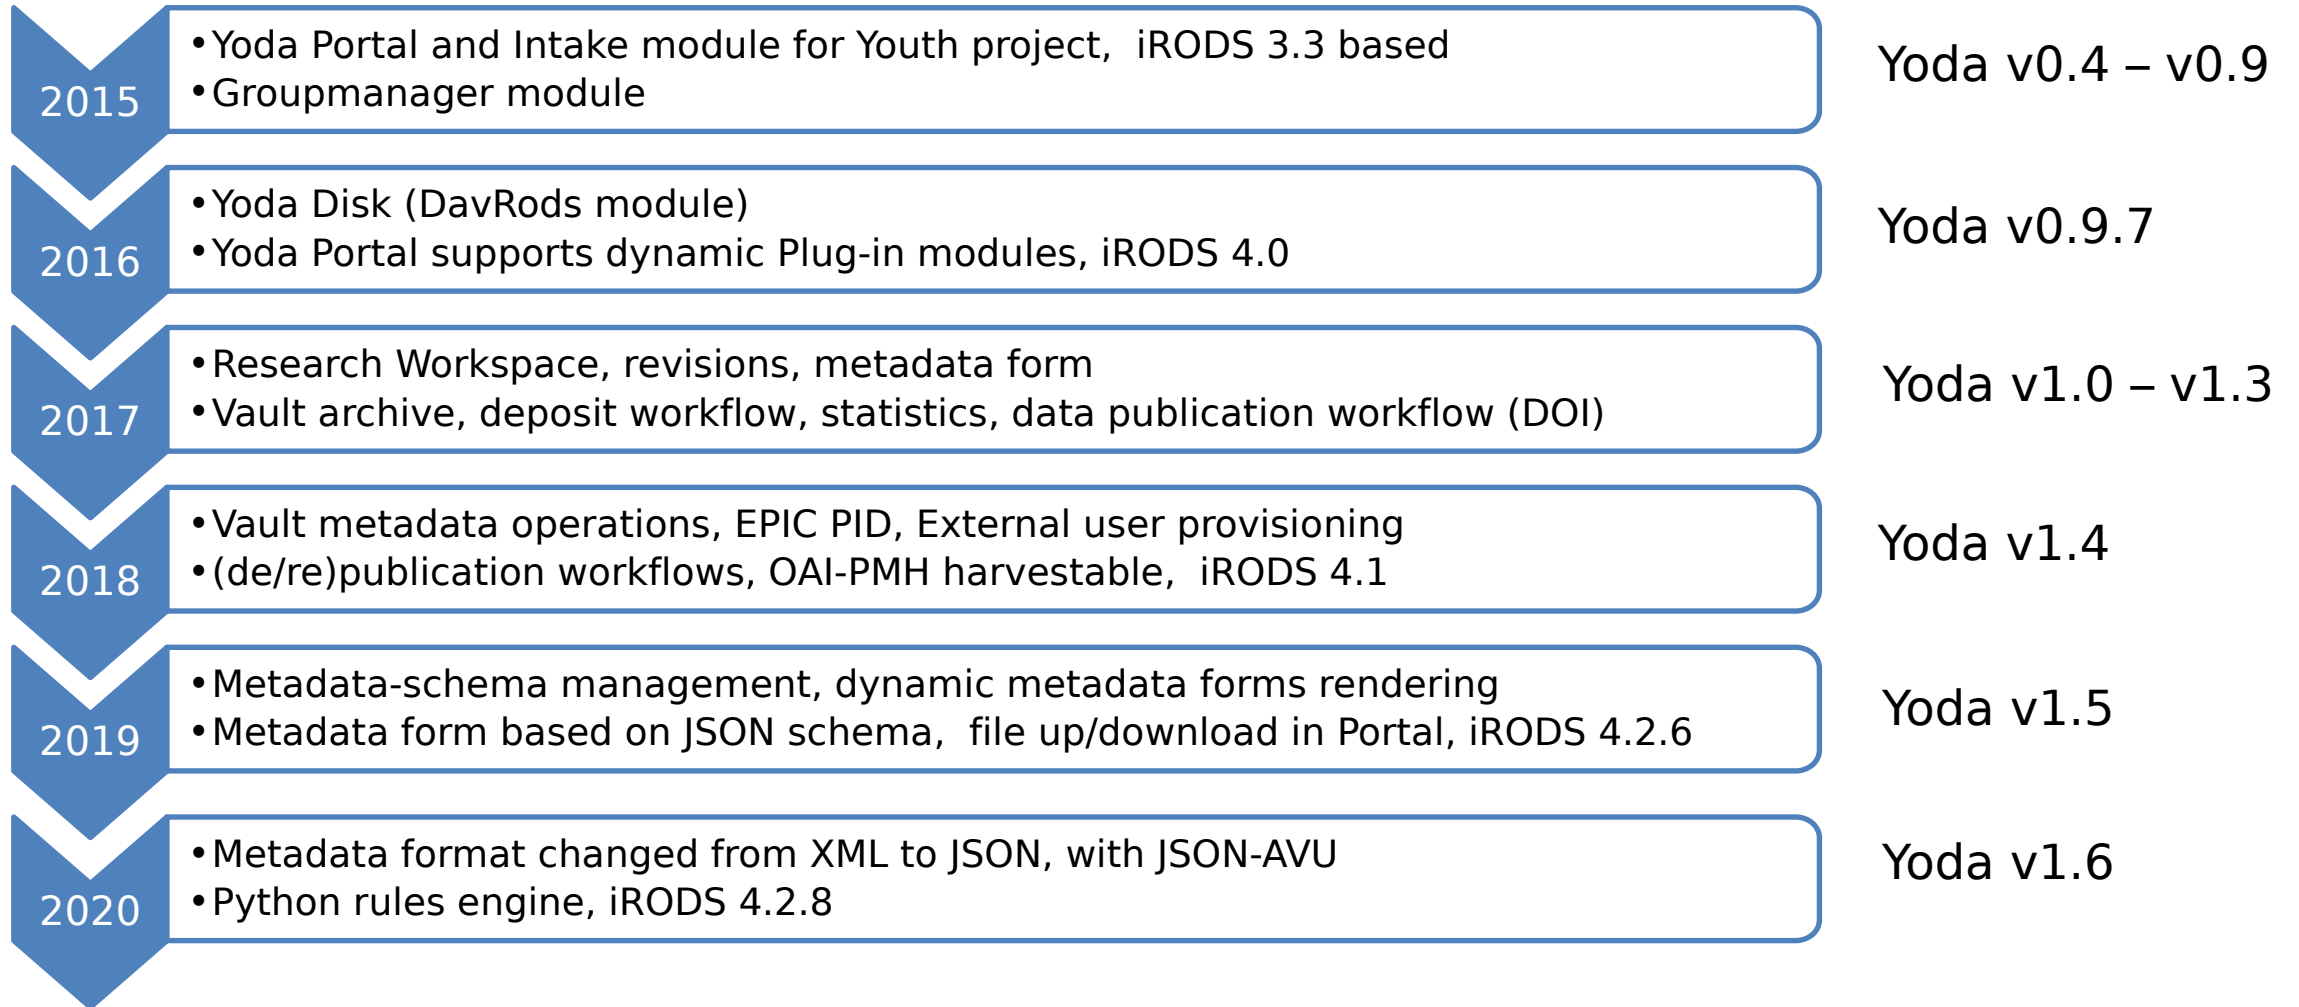 2015
•Yoda Portal and Intake module for Youth project,  iRODS 3.3 based
•Groupmanager module
Yoda v0.4 – v0.9
2016
•Yoda Disk (DavRods module)
•Yoda Portal supports dynamic Plug-in modules, iRODS 4.0
Yoda v0.9.7
2017
•Research Workspace, revisions, metadata form
•Vault archive, deposit workflow, statistics, data publication workflow (DOI)
Yoda v1.0 – v1.3
2018
•Vault metadata operations, EPIC PID, External user provisioning
•(de/re)publication workflows, OAI-PMH harvestable,  iRODS 4.1
Yoda v1.4
2019
•Metadata-schema management, dynamic metadata forms rendering
•Metadata form based on JSON schema,  file up/download in Portal, iRODS 4.2.6
Yoda v1.5
2020
•Metadata format changed from XML to JSON, with JSON-AVU
•Python rules engine, iRODS 4.2.8
Yoda v1.6